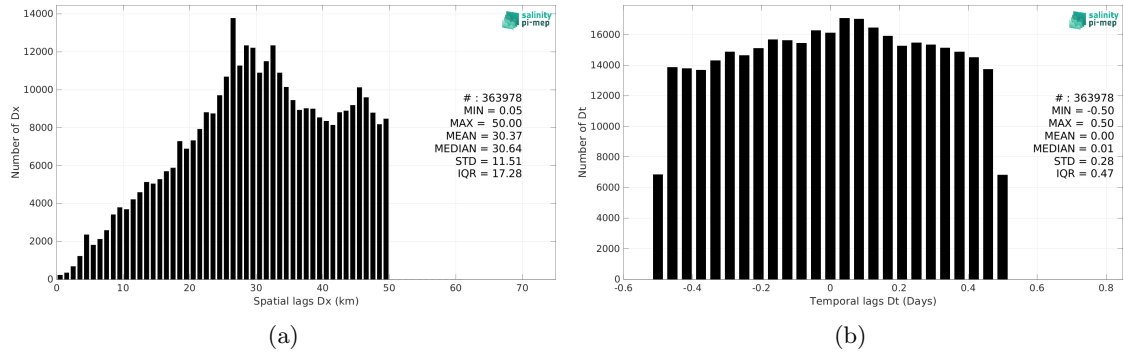 14000
12000
10000
8000
6000
4000
2000
0
Number of Dx
salinity
pi-mep
# : 363978
MIN = 0.05
MAX = 50.00
MEAN = 30.37
MEDIAN = 30.64
STD = 11.51
IQR = 17.28
0 10 20 30 40 50 60 70
Spatial lags Dx (km)
(a)
16000
14000
12000
10000
8000
6000
4000
2000
0
Number of Dt
salinity
pi-mep
# : 363978
MIN = -0.50
MAX = 0.50
MEAN = 0.00
MEDIAN = 0.01
STD = 0.28
IQR = 0.47
-0.6 -0.4 -0.2 0 0.2 0.4 0.6 0.8
Temporal lags Dt (Days)
(b)